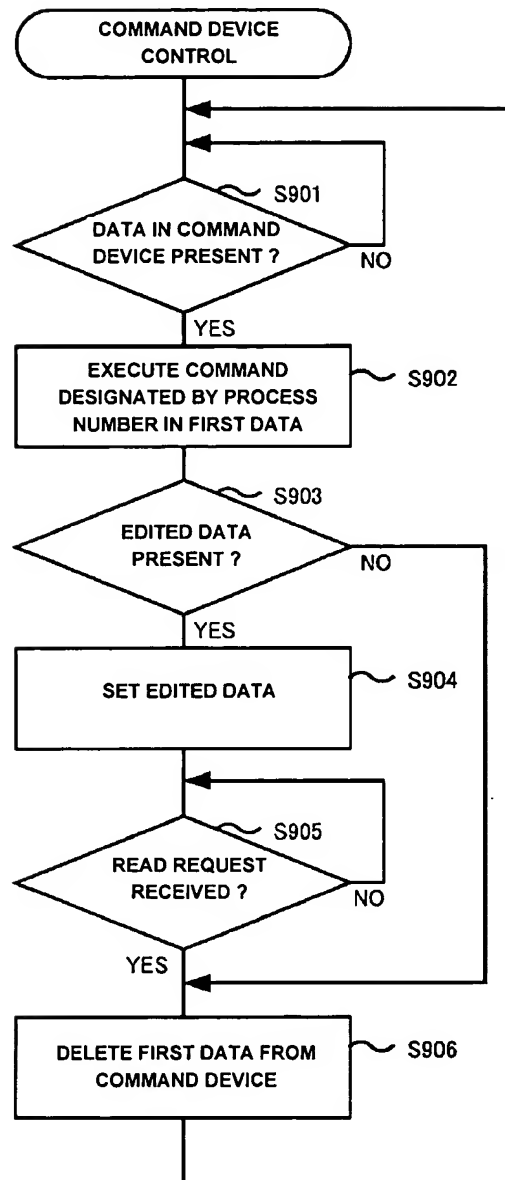 COMMAND DEVICE
CONTROL
S901
DATA IN COMMAND
DEVICE PRESENT ?
NO
YES
EXECUTE COMMAND
DESIGNATED BY PROCESS
NUMBER IN FIRST DATA
S902
S903
EDITED DATA
PRESENT ?
NO
YES
SET EDITED DATA
S904
S905
READ REQUEST
RECEIVED ?
NO
YES
DELETE FIRST DATA FROM
COMMAND DEVICE
S906